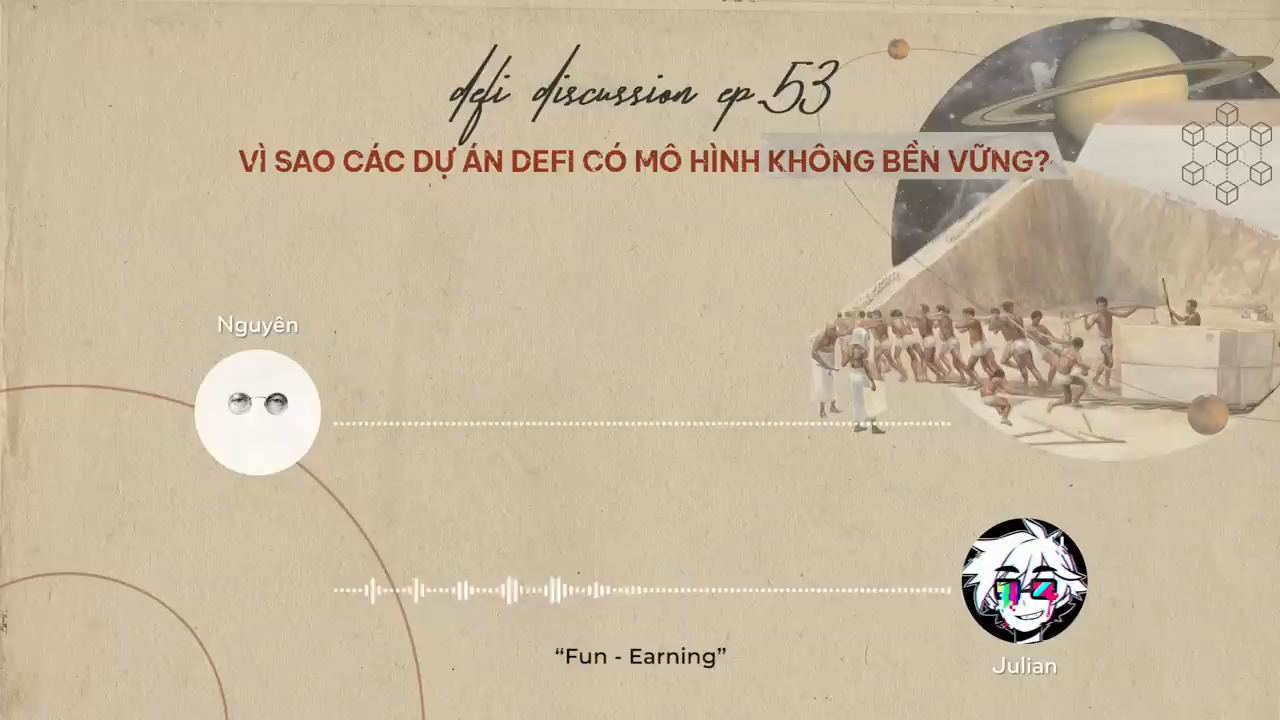 defi discussion ep.53
VÌ SAO CÁC DỰ ÁN DEFI CÓ MÔ HÌNH KHÔNG BỀN VỮNG?
Nguyên
“Fun - Earning”
Julian